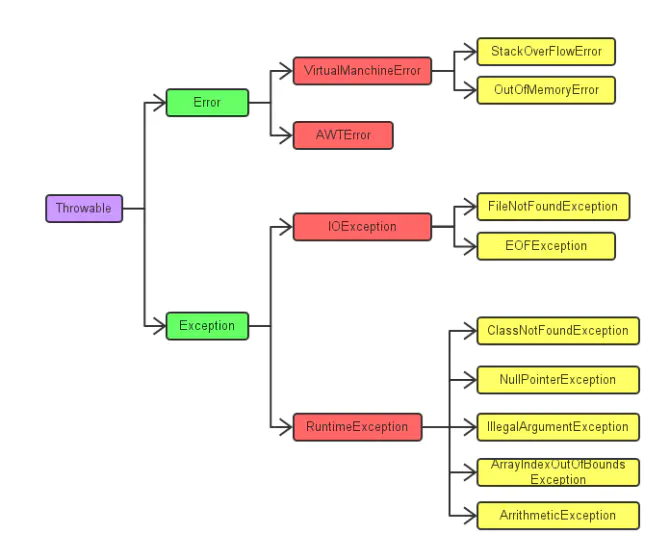 Throwable
Error
VirtualManchineError
StackOverFlowError
OutOfMemoryError
AWTError
Exception
IOException
FileNotFoundException
EOFException
RuntimeException
ClassNotFoundException
NullPointerException
IllegalArgumentException
ArrayIndexOutOfBounds
Exception
ArrithmeticException